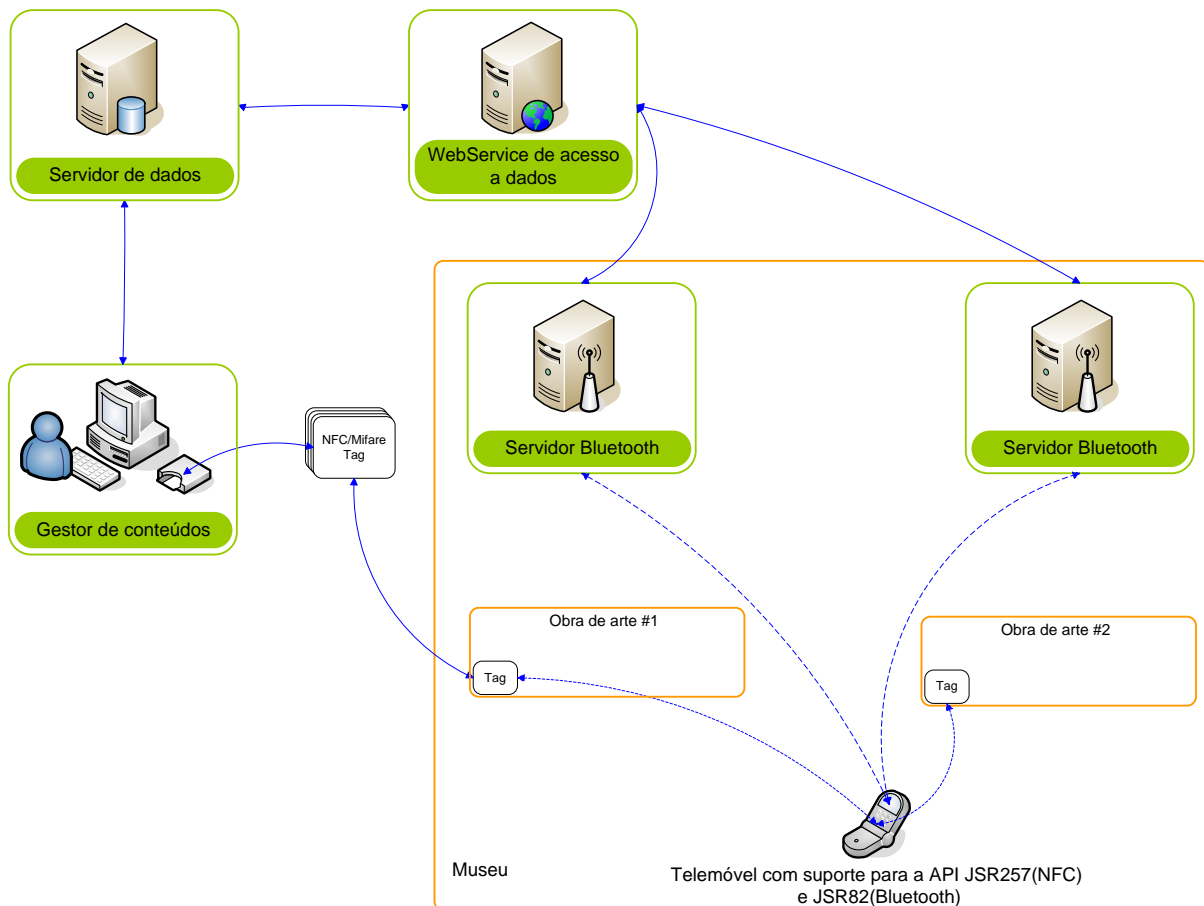 Servidor de dados
WebService de acesso
a dados
Servidor Bluetooth
Servidor Bluetooth
NFC/Mifare
Tag
Gestor de conteúdos
Obra de arte #1
Obra de arte #2
Tag
Tag
Museu
Telemóvel com suporte para a API JSR257(NFC)
e JSR82(Bluetooth)